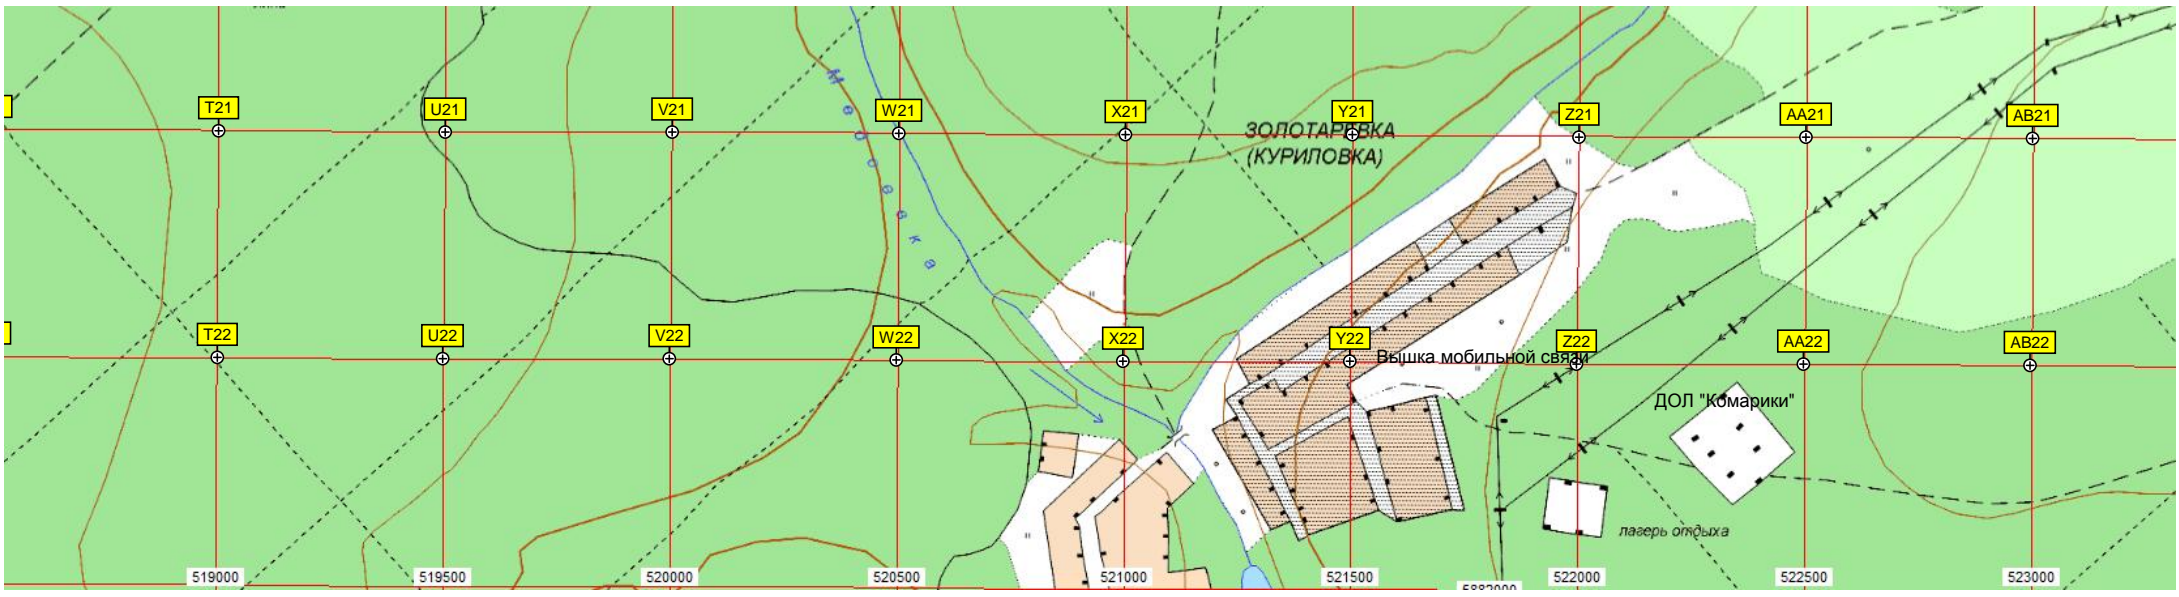 T21
U21
V21
W21
X21
Y21
Z21
AA21
AB21
Медвевка
ЗОЛОТАРЕВКА
(КУРИЛОВКА)
T22
U22
V22
W22
X22
Y22
Z22
AA22
AB22
Вышка мобильной связи
ДОЛ "Комарики"
лагерь отдыха
519000
519500
520000
520500
521000
521500
522000
522500
523000
5882000